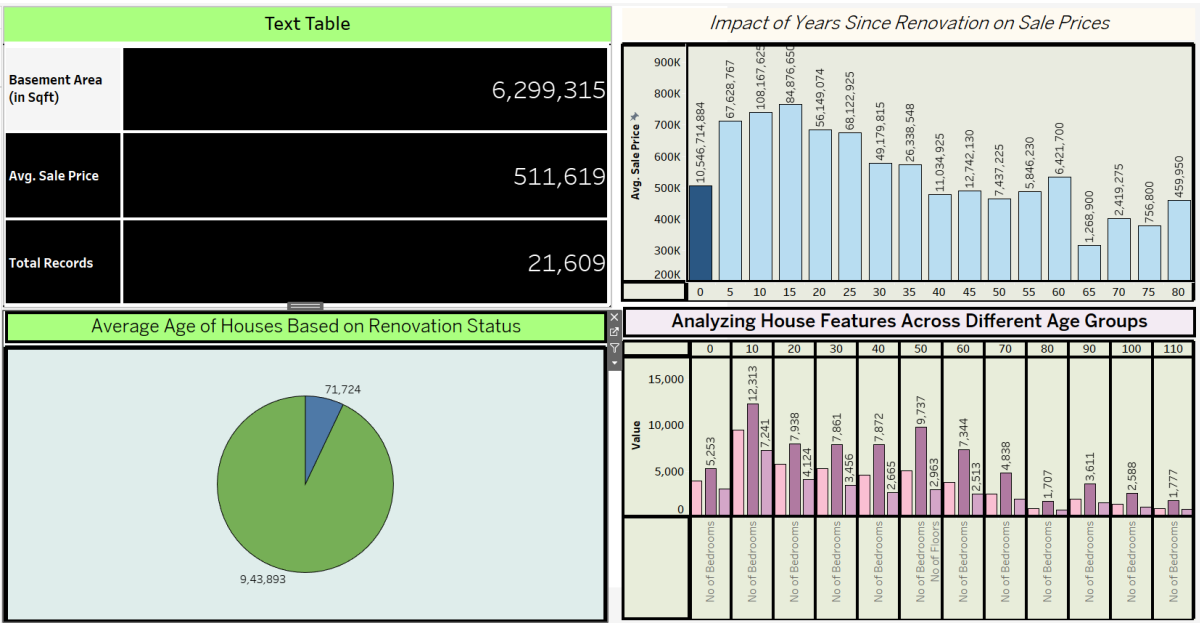 Text Table
Basement Area
(in Sqft)
6,299,315
Avg. Sale Price
511,619
Total Records
21,609
Impact of Years Since Renovation on Sale Prices
Avg. Sale Price
900K
800K
700K
600K
500K
400K
300K
200K
10,546,714,884
67,628,767
108,167,625
84,876,650
56,149,074
68,122,925
49,179,815
26,338,548
11,034,925
12,742,130
7,437,225
5,846,230
6,421,700
1,268,900
2,419,275
756,800
459,950
0 5 10 15 20 25 30 35 40 45 50 55 60 65 70 75 80
Average Age of Houses Based on Renovation Status
71,724
9,43,893
Analyzing House Features Across Different Age Groups
0 10 20 30 40 50 60 70 80 90 100 110
Value
15,000
10,000
5,000
0
5,253
12,313
7,241
7,938
4,124
7,861
3,456
7,872
2,665
9,737
2,963
7,344
2,513
4,838
1,707
3,611
2,588
1,777
No of Bedrooms
No of Bedrooms
No of Bedrooms
No of Bedrooms
No of Bedrooms
No of Bedrooms
No of Floors
No of Bedrooms
No of Bedrooms
No of Bedrooms
No of Bedrooms
No of Bedrooms
No of Bedrooms